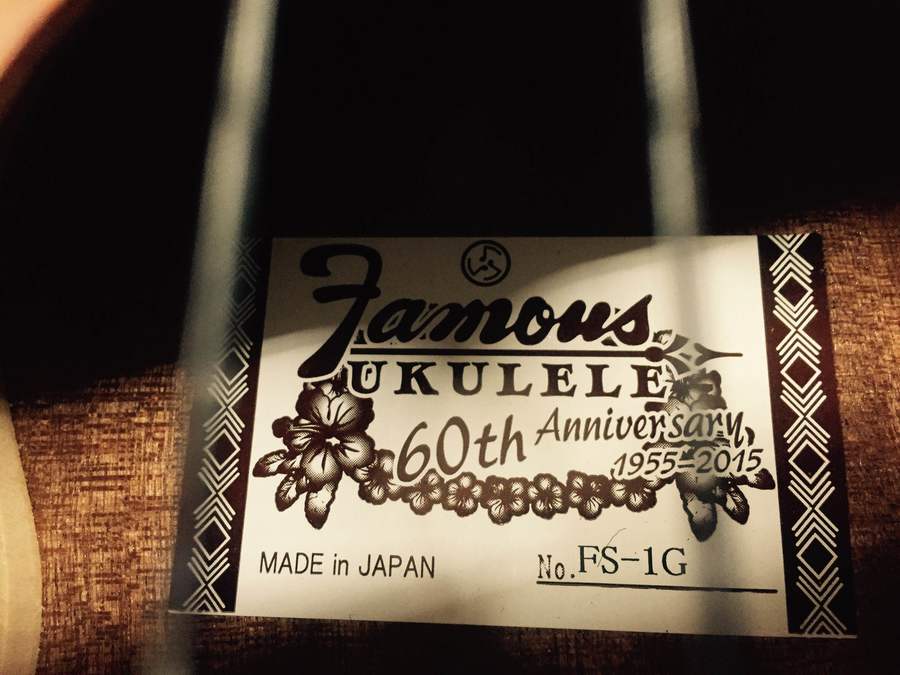 Famous
UKULELE
60th Anniversary,
1955-2015
MADE in JAPAN
No. FS-1G